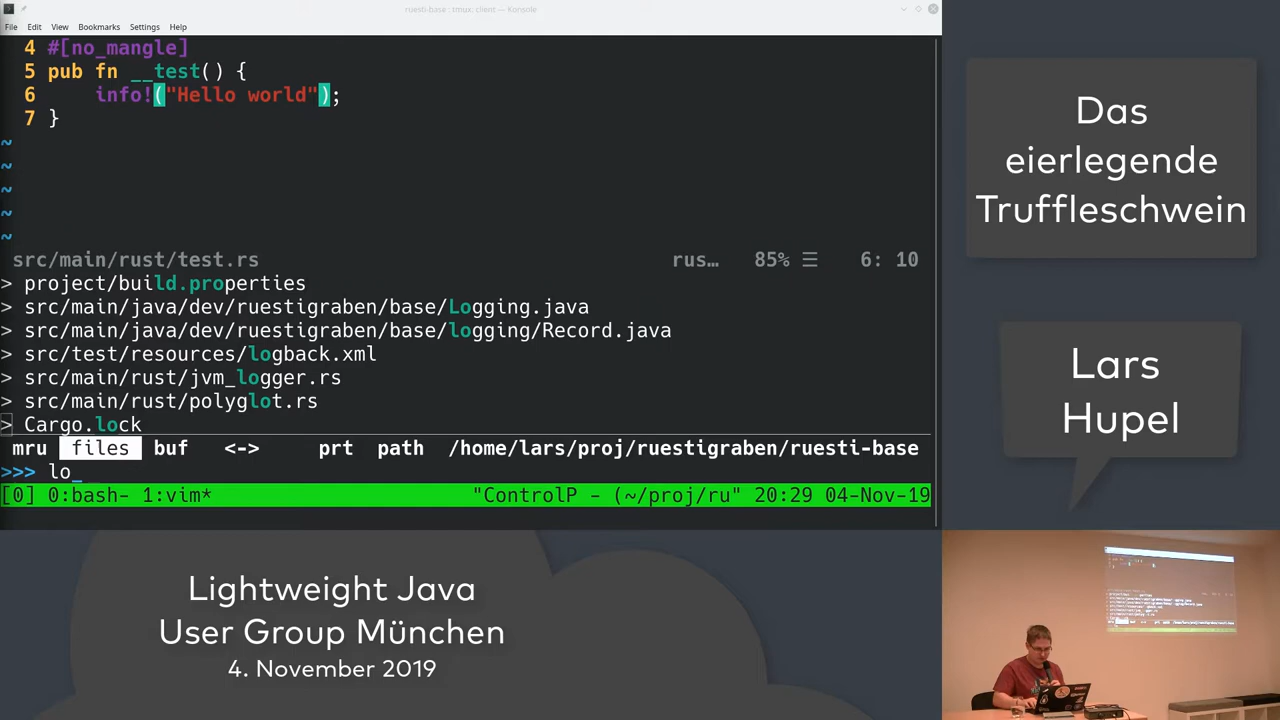 ruesti-base : tmux: client — Konsole
File Edit View Bookmarks Settings Help
4 #[no_mangle]
5 pub fn __test() {
6 info!("Hello world");
7 }
~
~
~
~
~
src/main/rust/test.rs rus… 85% ☰ 6: 10
> project/build.properties
> src/main/java/dev/ruestigraben/base/Logging.java
> src/main/java/dev/ruestigraben/base/logging/Record.java
> src/test/resources/logback.xml
> src/main/rust/jvm_logger.rs
> src/main/rust/polyglot.rs
> Cargo.lock
mru files buf <-> prt path /home/lars/proj/ruestigraben/ruesti-base
>>> lo_
[0] 0:bash- 1:vim* "ControlP - (~/proj/ru" 20:29 04-Nov-19
Das
eierlegende
Truffleschwein
Lars
Hupel
Lightweight Java
User Group München
4. November 2019